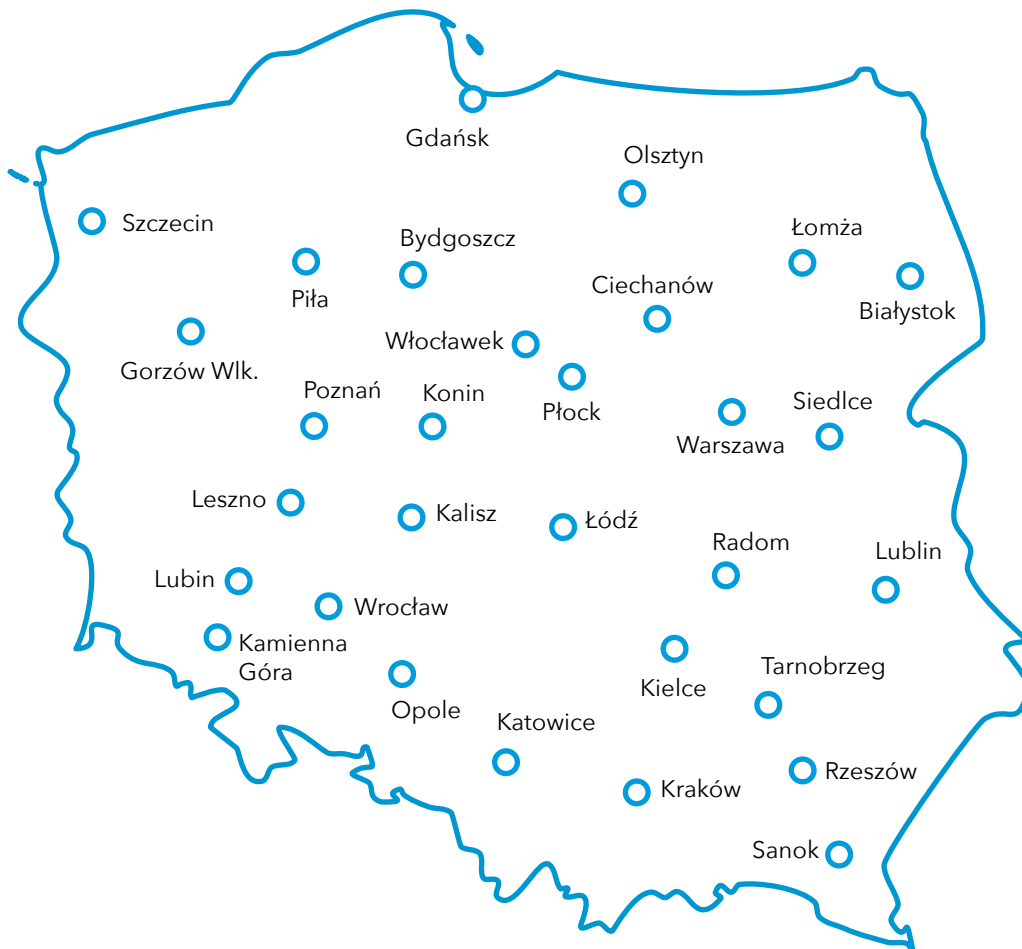 Gdańsk
Olsztyn
Szczecin
Łomża
Bydgoszcz
Ciechanów
Piła
Białystok
Włocławek
Gorzów Wlk.
Poznań
Konin
Płock
Siedlce
Warszawa
Leszno
Kalisz
Łódź
Radom
Lublin
Lubin
Wrocław
Kamienna
Góra
Tarnobrzeg
Kielce
Opole
Katowice
Rzeszów
Kraków
Sanok